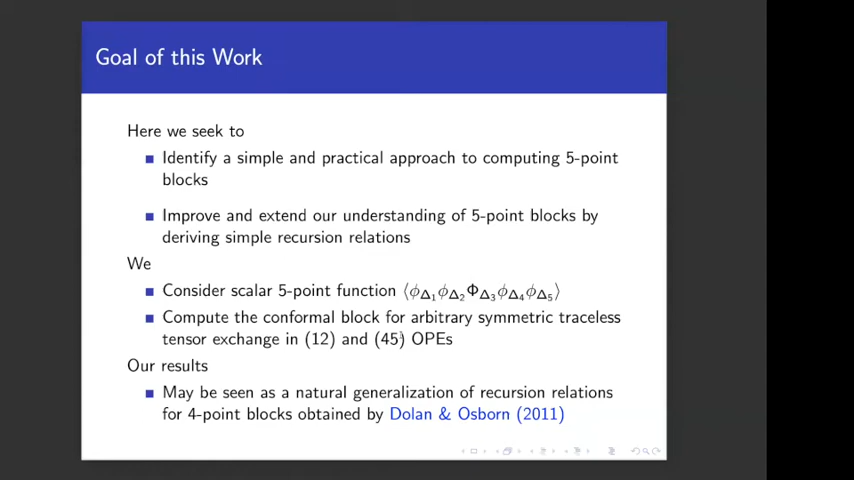 Goal of this Work
Here we seek to
Identify a simple and practical approach to computing 5-point
blocks
Improve and extend our understanding of 5-point blocks by
deriving simple recursion relations
We
Consider scalar 5-point function ⟨ϕ_Δ₁ϕ_Δ₂Φ_Δ₃ϕ_Δ₄ϕ_Δ₅⟩
Compute the conformal block for arbitrary symmetric traceless
tensor exchange in (12) and (45) OPEs
Our results
May be seen as a natural generalization of recursion relations
for 4-point blocks obtained by Dolan & Osborn (2011)